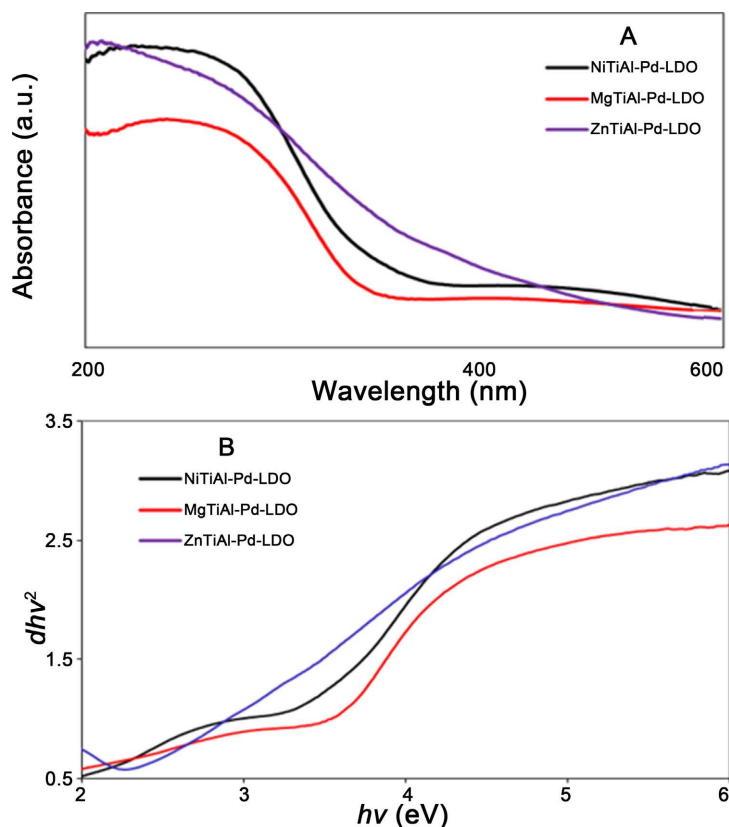 A
NiTiAl-Pd-LDO
MgTiAl-Pd-LDO
ZnTiAl-Pd-LDO
Absorbance (a.u.)
200 400 600
Wavelength (nm)
3.5
B
NiTiAl-Pd-LDO
MgTiAl-Pd-LDO
ZnTiAl-Pd-LDO
2.5
dhv²
1.5
0.5
2 3 4 5 6
hv (eV)